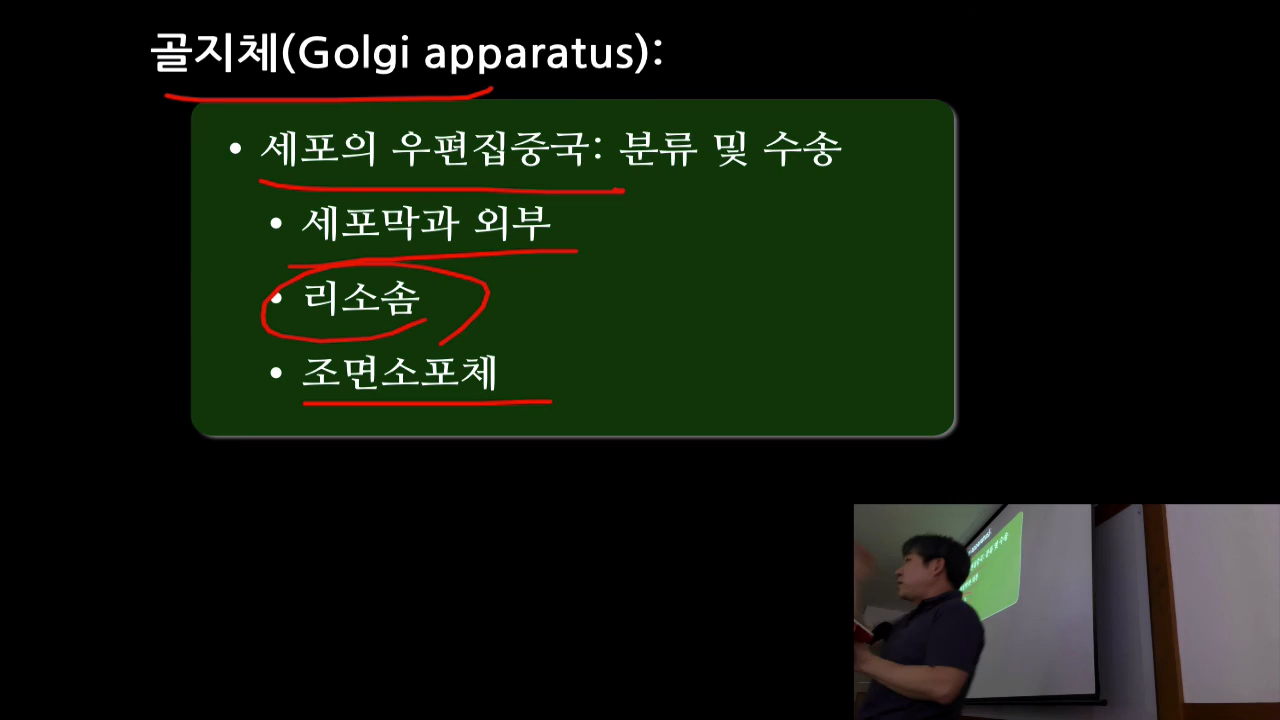 골지체(Golgi apparatus):
• 세포의 우편집중국: 분류 및 수송
• 세포막과 외부
• 리소솜
• 조면소포체